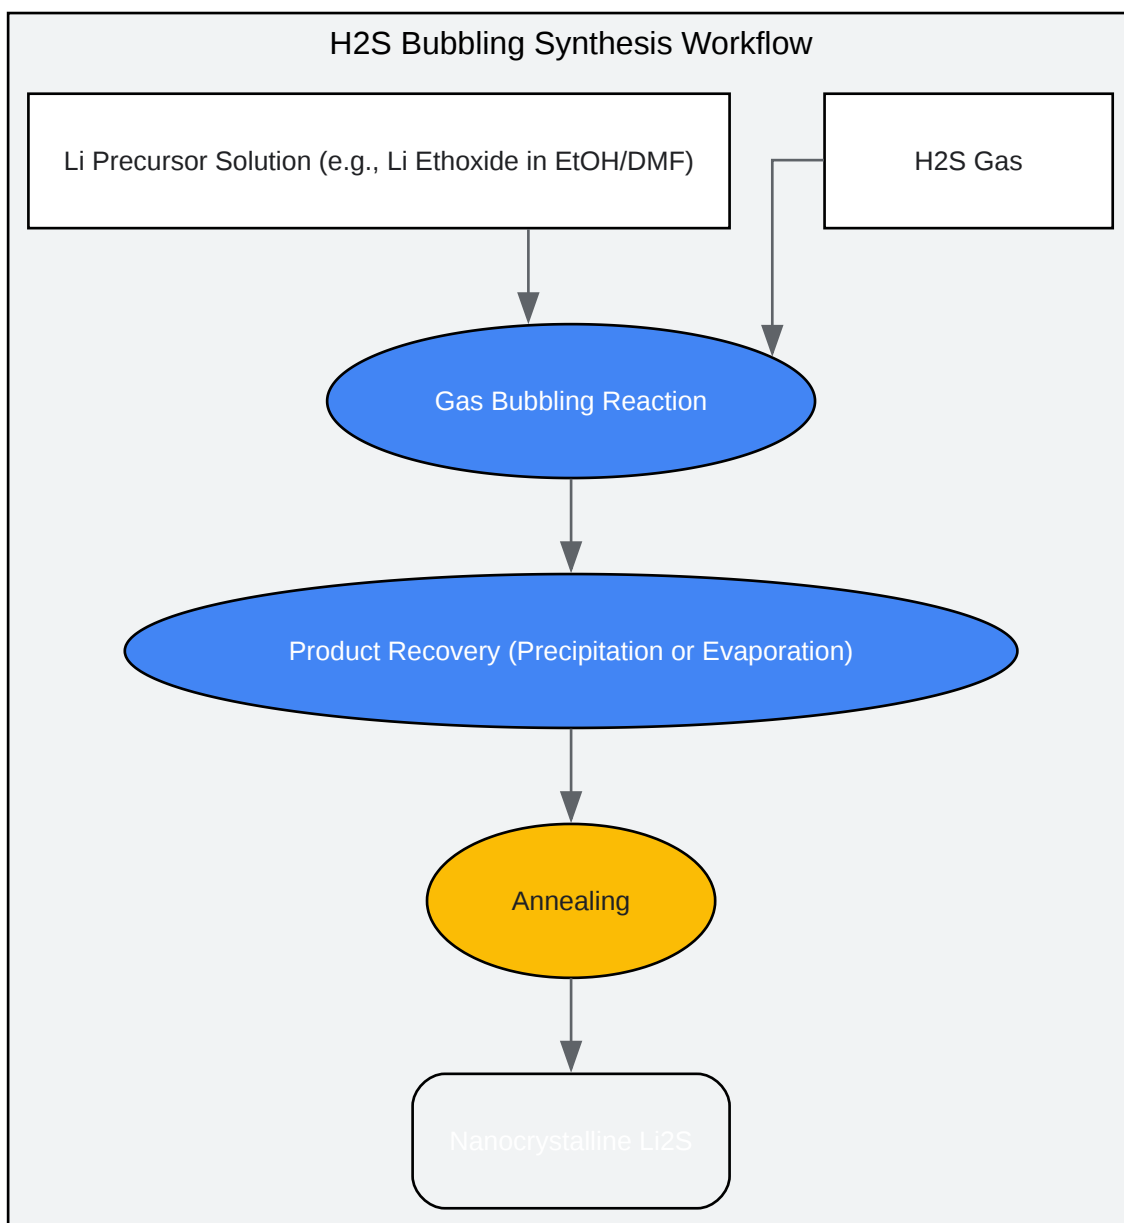 H2S Bubbling Synthesis Workflow
Li Precursor Solution (e.g., Li Ethoxide in EtOH/DMF)
H2S Gas
Gas Bubbling Reaction
Product Recovery (Precipitation or Evaporation)
Annealing
Nanocrystalline Li2S